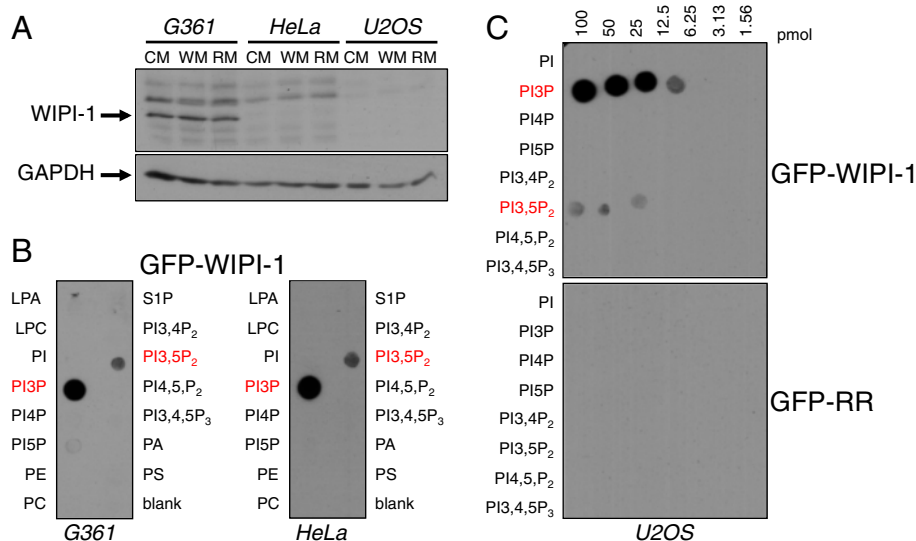 A
G361 HeLa U2OS
CM WM RM CM WM RM CM WM RM
WIPI-1
GAPDH
B
GFP-WIPI-1
LPA
LPC
PI
PI3P
PI4P
PI5P
PE
PC
S1P
PI3,4P2
PI3,5P2
PI4,5,P2
PI3,4,5P3
PA
PS
blank
G361
LPA
LPC
PI
PI3P
PI4P
PI5P
PE
PC
S1P
PI3,4P2
PI3,5P2
PI4,5,P2
PI3,4,5P3
PA
PS
blank
HeLa
C
100 50 25 12.5 6.25 3.13 1.56 pmol
PI
PI3P
PI4P
PI5P
PI3,4P2
PI3,5P2
PI4,5,P2
PI3,4,5P3
GFP-WIPI-1
PI
PI3P
PI4P
PI5P
PI3,4P2
PI3,5P2
PI4,5,P2
PI3,4,5P3
GFP-RR
U2OS